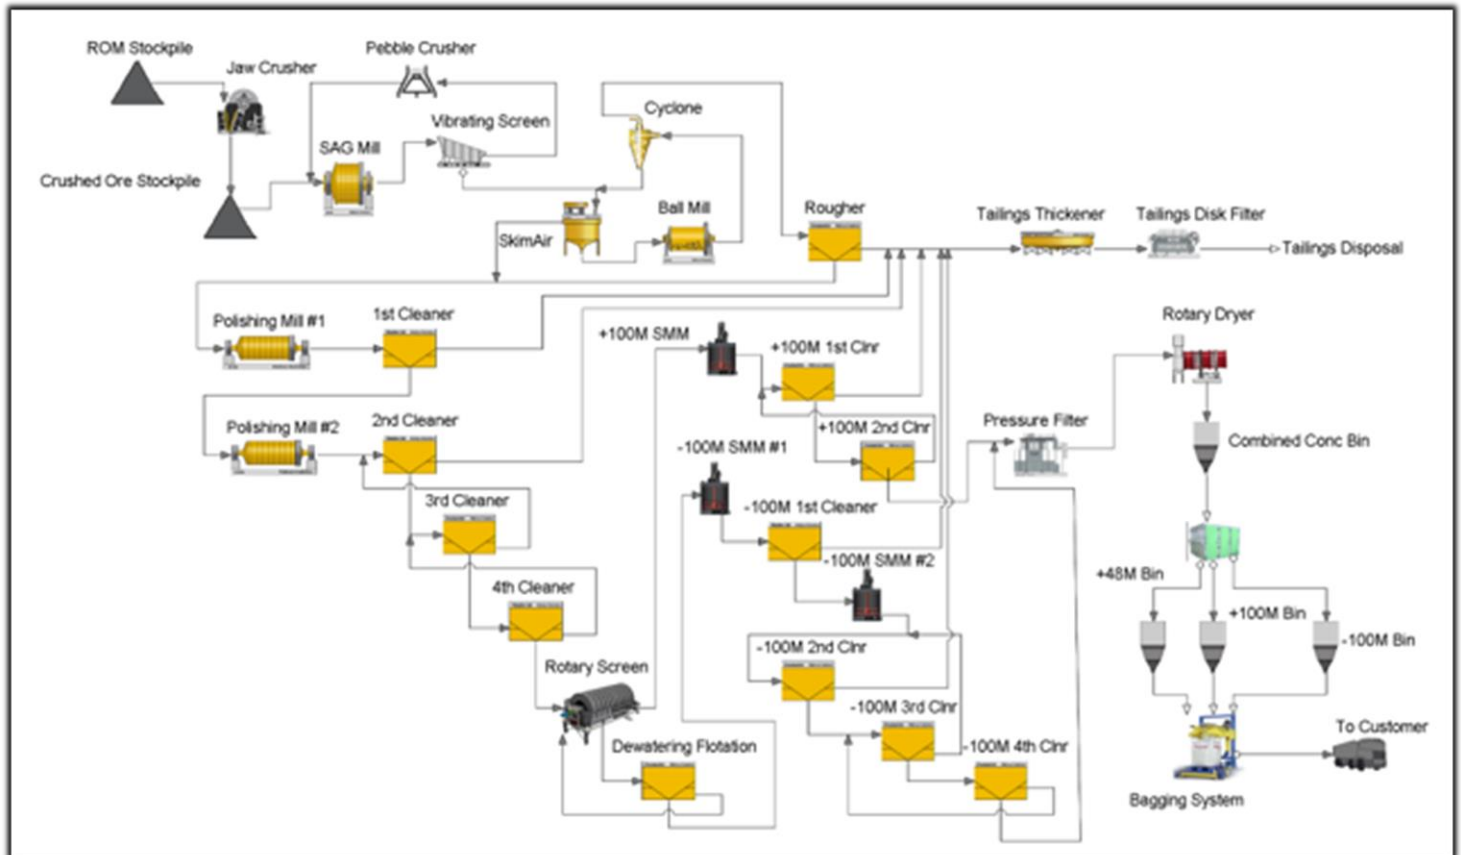 ROM Stockpile
Pebble Crusher
Jaw Crusher
Cyclone
Vibrating Screen
SAG Mill
Crushed Ore Stockpile
Ball Mill
Rougher
Tailings Thickener
Tailings Disk Filter
SkimAir
Tailings Disposal
Polishing Mill #1
1st Cleaner
+100M SMM
+100M 1st Clnr
Rotary Dryer
Polishing Mill #2
2nd Cleaner
+100M 2nd Clnr
Pressure Filter
Combined Conc Bin
-100M SMM #1
3rd Cleaner
-100M 1st Cleaner
-100M SMM #2
+48M Bin
4th Cleaner
+100M Bin
-100M Bin
-100M 2nd Clnr
Rotary Screen
-100M 3rd Clnr
To Customer
Dewatering Flotation
-100M 4th Clnr
Bagging System